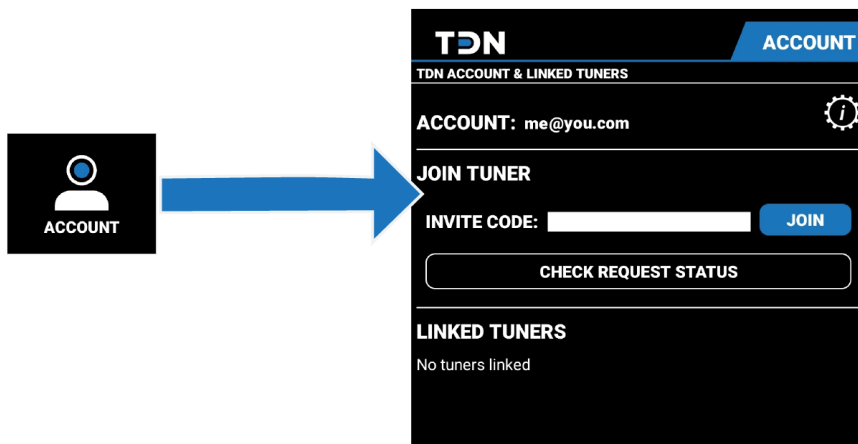 ACCOUNT
TDN
ACCOUNT
TDN ACCOUNT & LINKED TUNERS
ACCOUNT: me@you.com
i
JOIN TUNER
INVITE CODE:
JOIN
CHECK REQUEST STATUS
LINKED TUNERS
No tuners linked